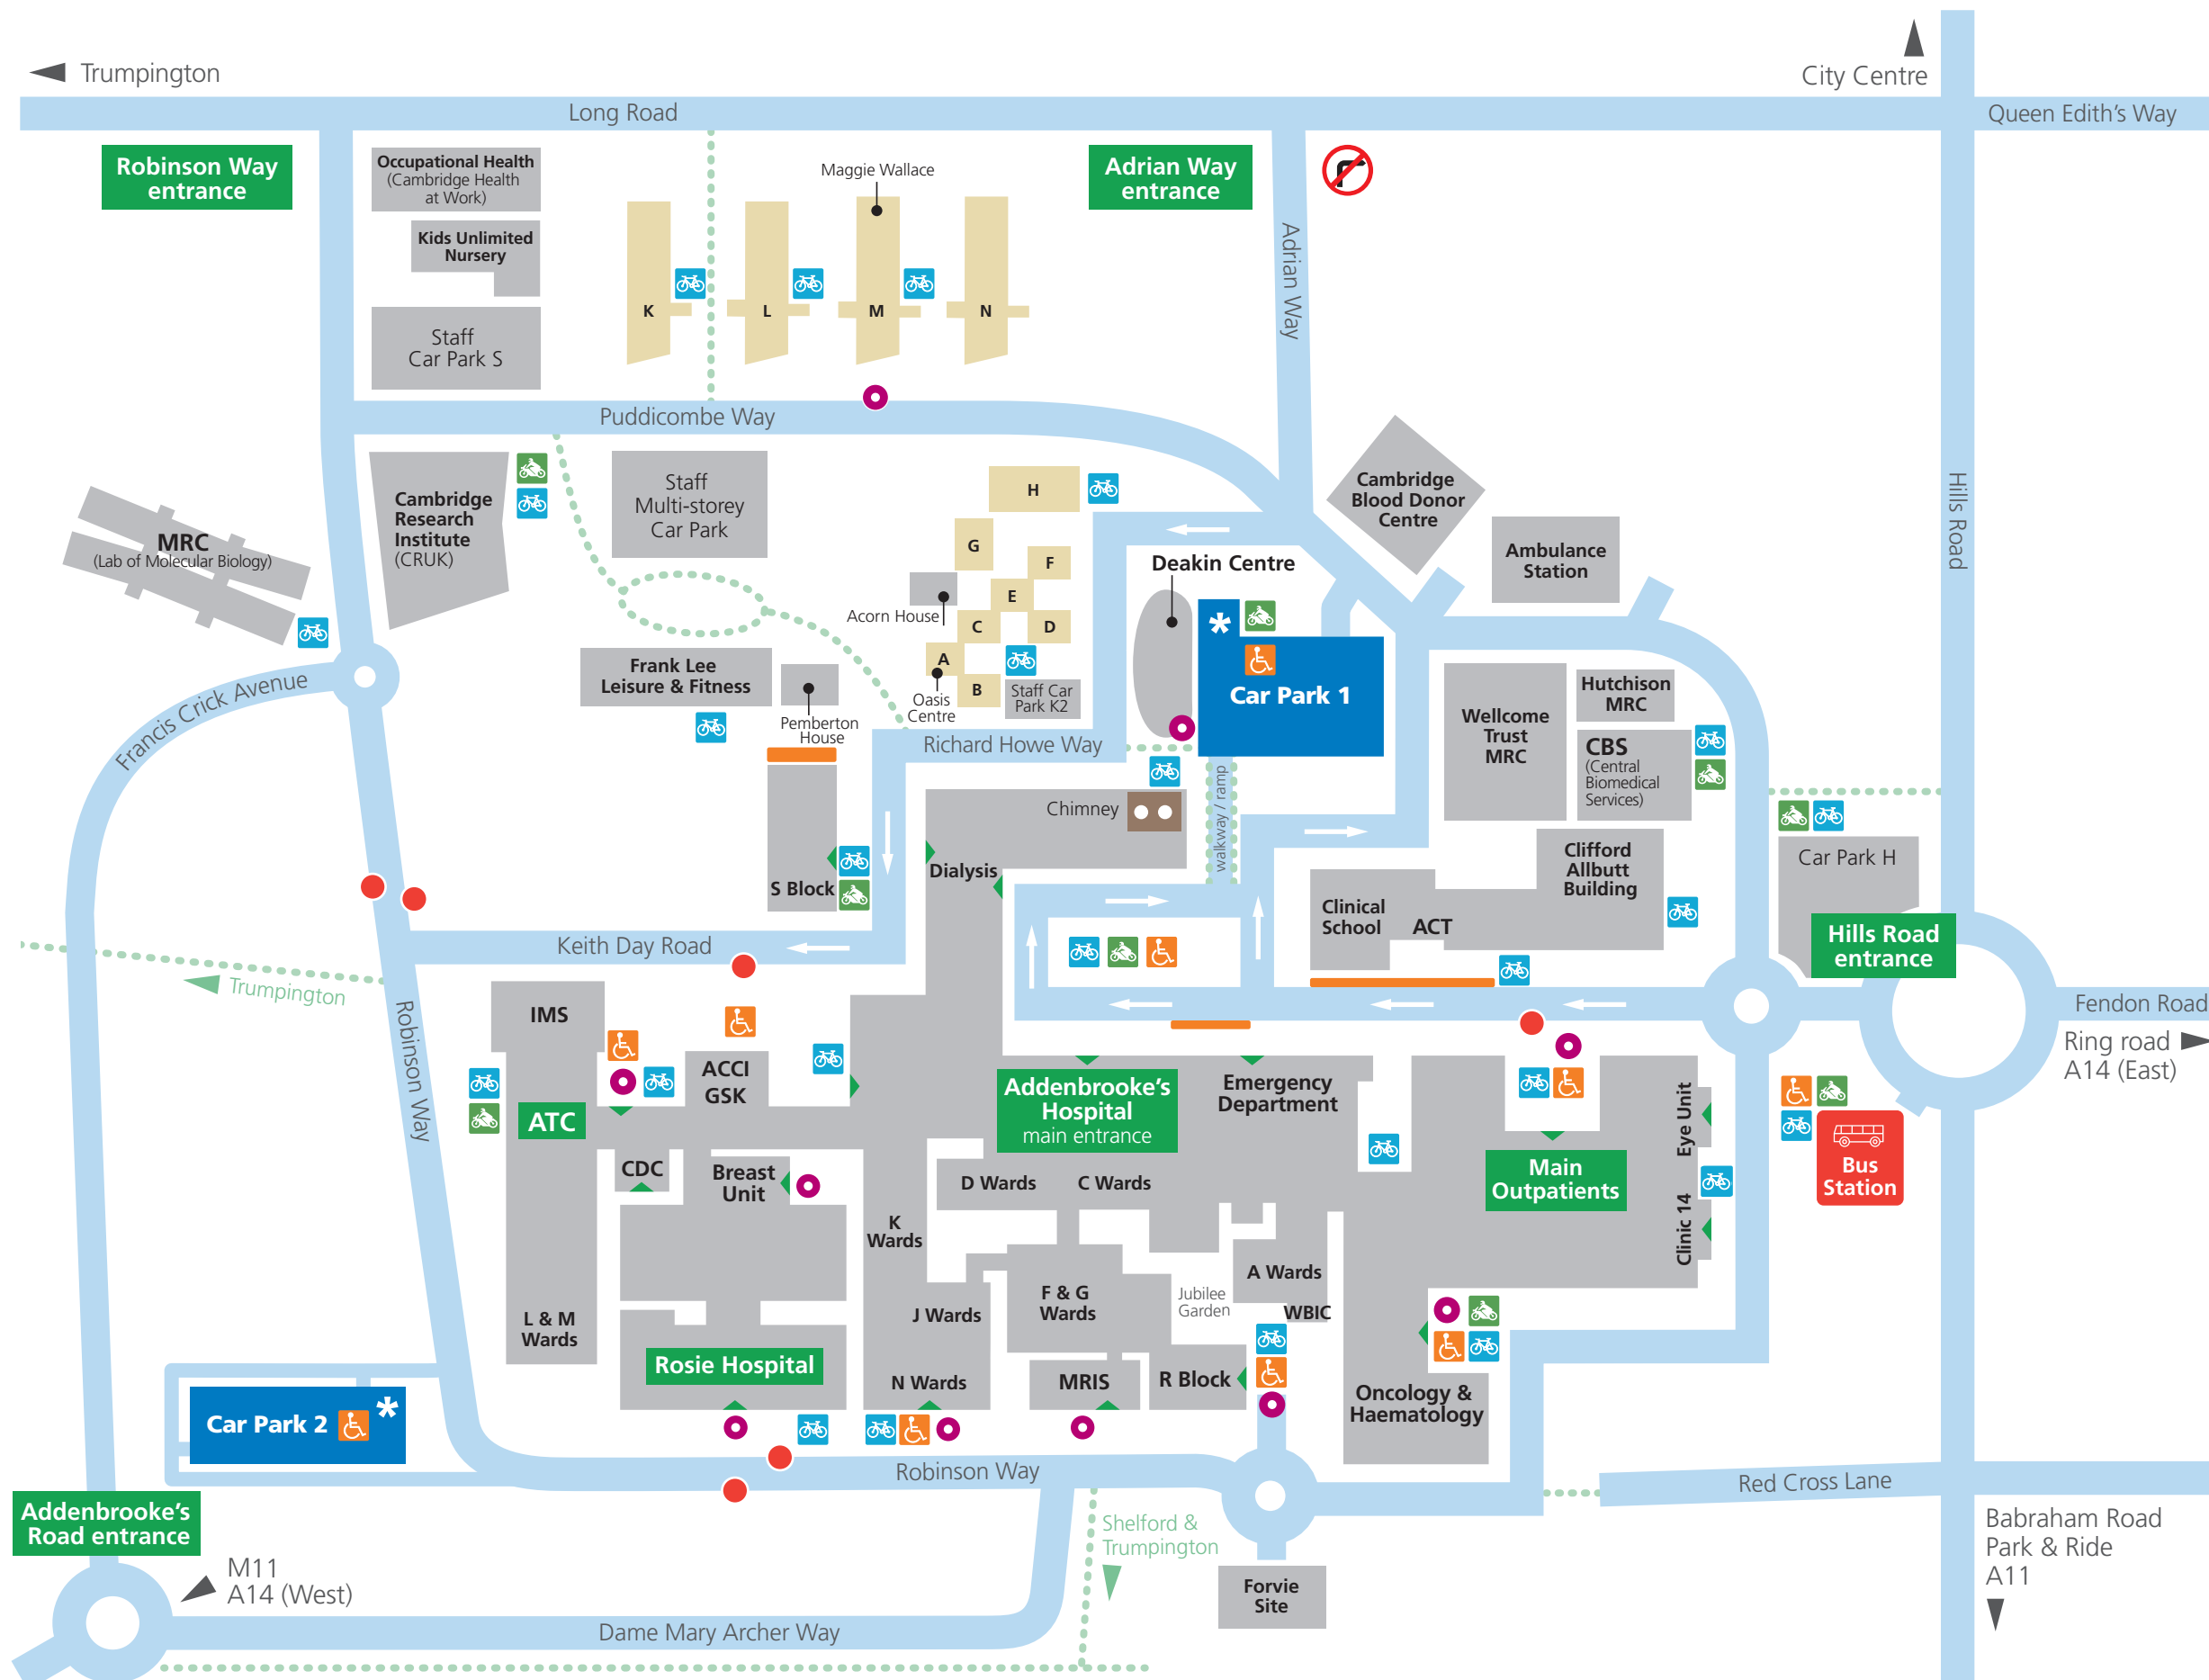 Trumpington
City Centre
Long Road
Queen Edith's Way
Robinson Way
entrance
Occupational Health
(Cambridge Health
at Work)
Kids Unlimited
Nursery
Staff
Car Park S
Maggie Wallace
K
L
M
N
Adrian Way
entrance
Adrian Way
Hills Road
Puddicombe Way
Cambridge
Research
Institute
(CRUK)
MRC
(Lab of Molecular Biology)
Staff
Multi-storey
Car Park
H
G
F
E
C
D
A
B
Acorn House
Oasis
Centre
Staff Car
Park K2
Deakin Centre
*
Car Park 1
Cambridge
Blood Donor
Centre
Ambulance
Station
Frank Lee
Leisure & Fitness
Pemberton
House
Francis Crick Avenue
Richard Howe Way
Wellcome
Trust
MRC
Hutchison
MRC
CBS
(Central
Biomedical
Services)
Chimney
walkway / ramp
Dialysis
S Block
Clifford
Allbutt
Building
Clinical
School
ACT
Car Park H
Hills Road
entrance
Keith Day Road
Trumpington
Robinson Way
Fendon Road
Ring road
A14 (East)
IMS
ACCI
GSK
ATC
CDC
Breast
Unit
Addenbrooke's
Hospital
main entrance
Emergency
Department
Eye Unit
Clinic 14
Main
Outpatients
Bus
Station
D Wards
C Wards
K
Wards
A Wards
WBIC
Jubilee
Garden
F & G
Wards
J Wards
N Wards
MRIS
R Block
L & M
Wards
Rosie Hospital
Oncology &
Haematology
Car Park 2
*
Robinson Way
Red Cross Lane
Addenbrooke's
Road entrance
M11
A14 (West)
Shelford &
Trumpington
Forvie
Site
Babraham Road
Park & Ride
A11
Dame Mary Archer Way